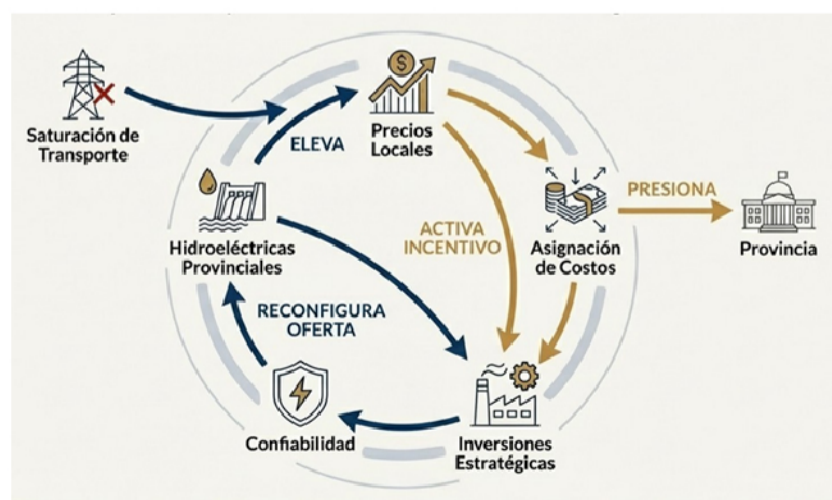 Saturación de
Transporte
ELEVA
Precios
Locales
Hidroeléctricas
Provinciales
ACTIVA
INCENTIVO
Asignación
de Costos
PRESIONA
Provincia
RECONFIGURA
OFERTA
Confiabilidad
Inversiones
Estratégicas